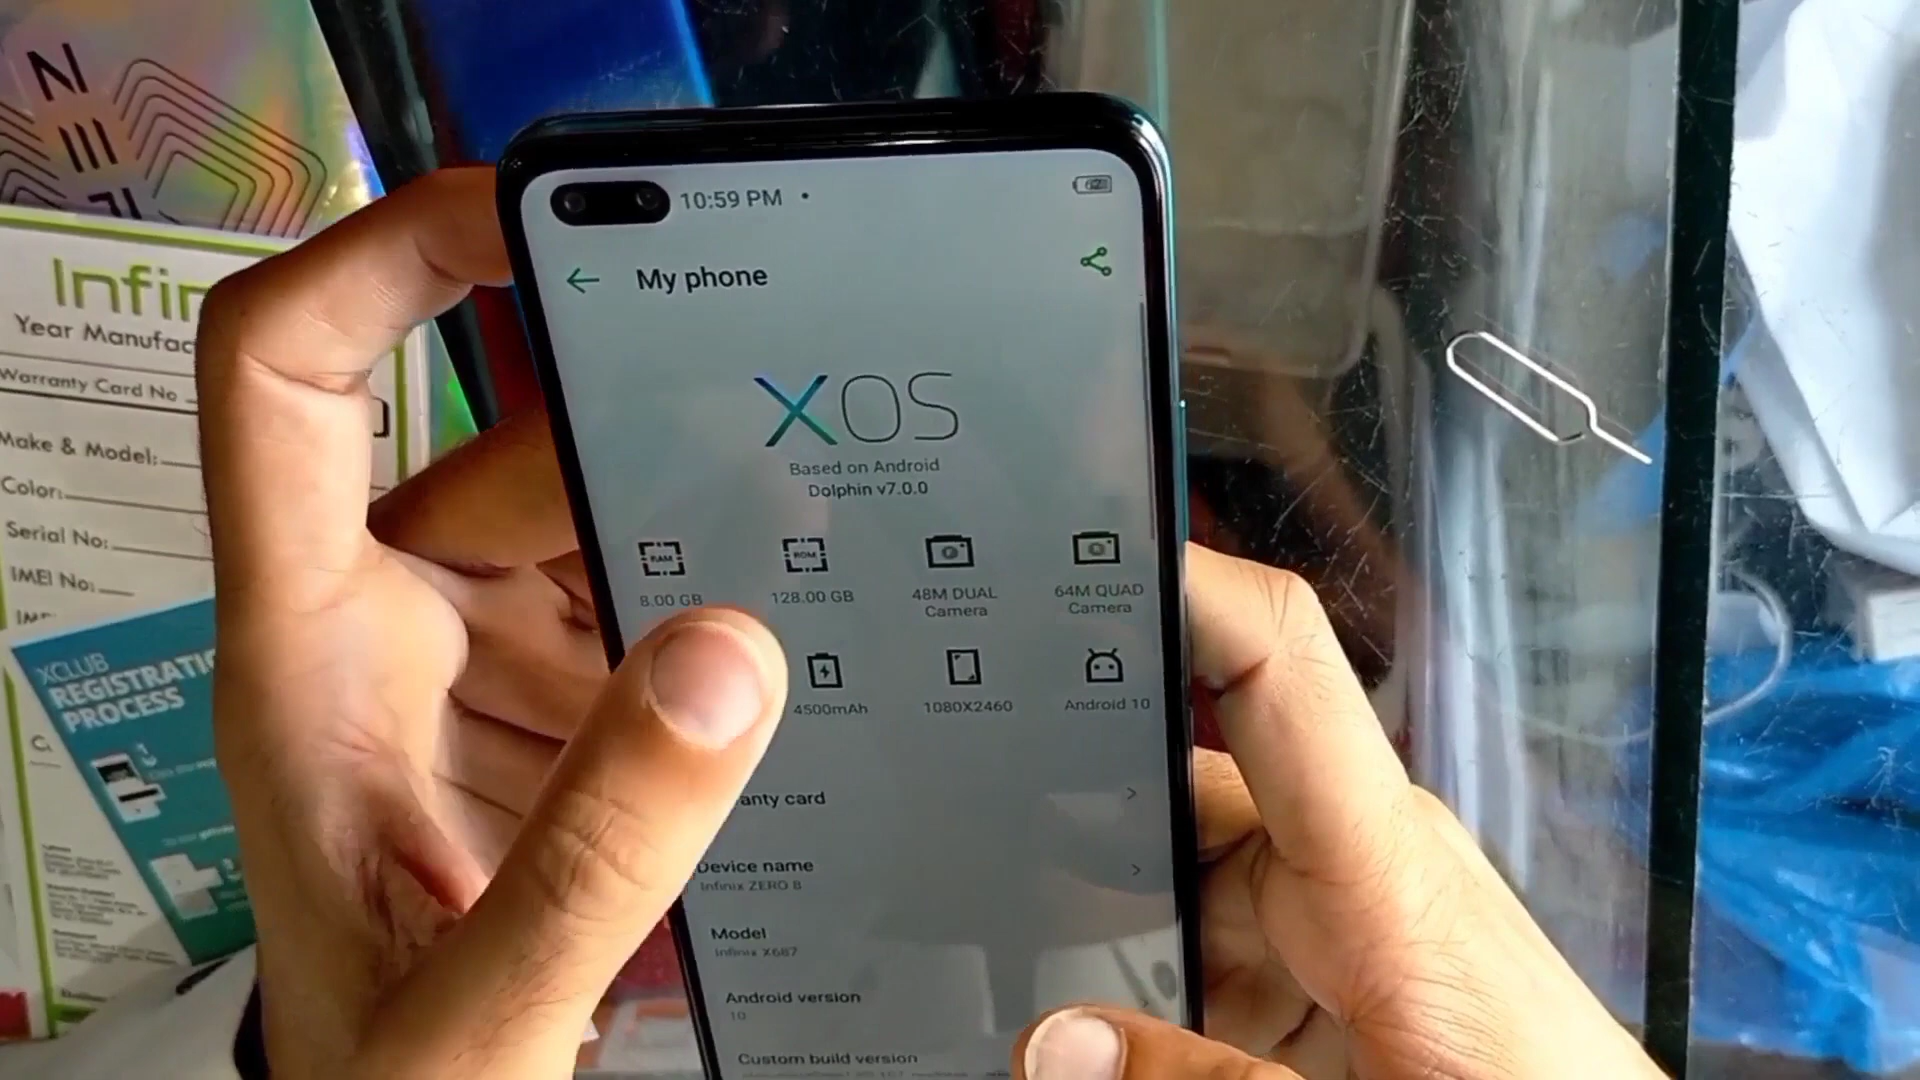 Infin
Year Manufac
Warranty Card No
Make & Model:
Color:
Serial No:
IMEI No:
XCLUB
REGISTRATI
PROCESS
10:59 PM
My phone
XOS
Based on Android
Dolphin v7.0.0
RAM
ROM
8.00 GB
128.00 GB
48M DUAL
Camera
64M QUAD
Camera
4500mAh
1080X2460
Android 10
anty card
Device name
Infinix ZERO 8
Model
Infinix X687
Android version
10
Custom build version